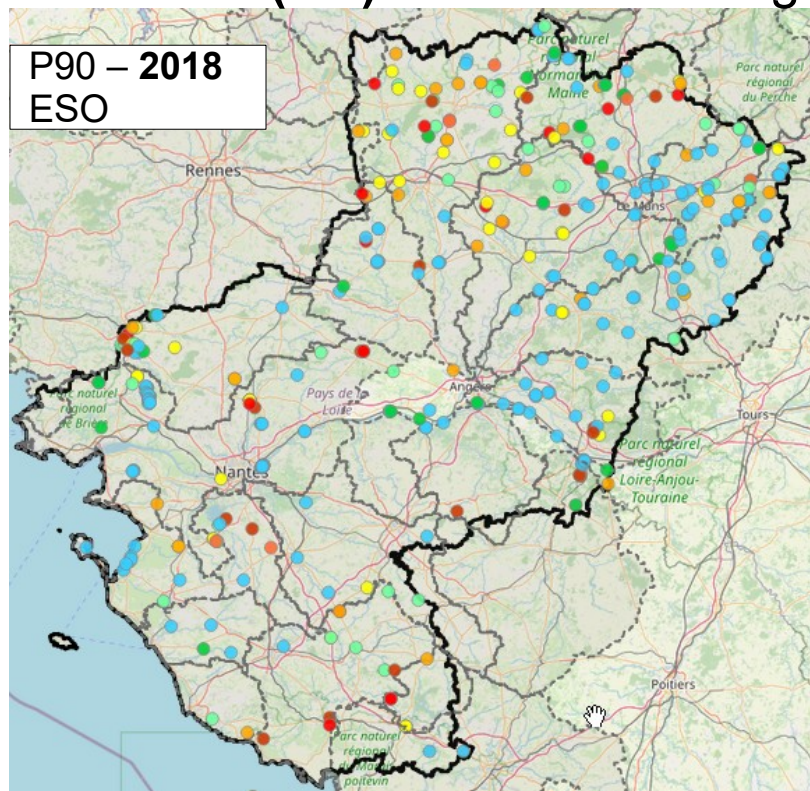 P90 – 2018
ESO
Parc naturel
régional
Normandie-
Maine
Parc naturel
régional
du Perche
Rennes
Le Mans
Pays de la
Loire
Angers
Parc naturel
régional
de Brière
Tours
Nantes
Parc naturel
régional
Loire-Anjou-
Touraine
Poitiers
Parc naturel
régional
du Marais
poitevin